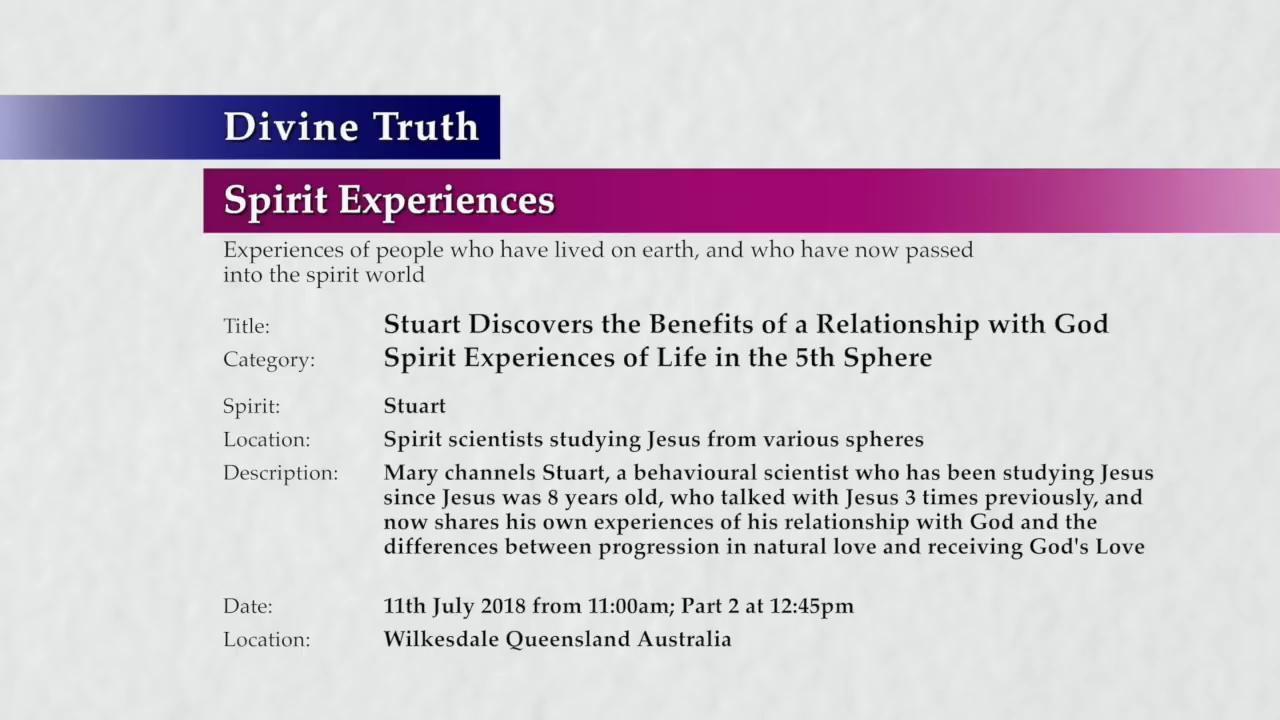 Divine Truth
Spirit Experiences
Experiences of people who have lived on earth, and who have now passed
into the spirit world
Title: Stuart Discovers the Benefits of a Relationship with God
Category: Spirit Experiences of Life in the 5th Sphere
Spirit: Stuart
Location: Spirit scientists studying Jesus from various spheres
Description: Mary channels Stuart, a behavioural scientist who has been studying Jesus
since Jesus was 8 years old, who talked with Jesus 3 times previously, and
now shares his own experiences of his relationship with God and the
differences between progression in natural love and receiving God's Love
Date: 11th July 2018 from 11:00am; Part 2 at 12:45pm
Location: Wilkesdale Queensland Australia